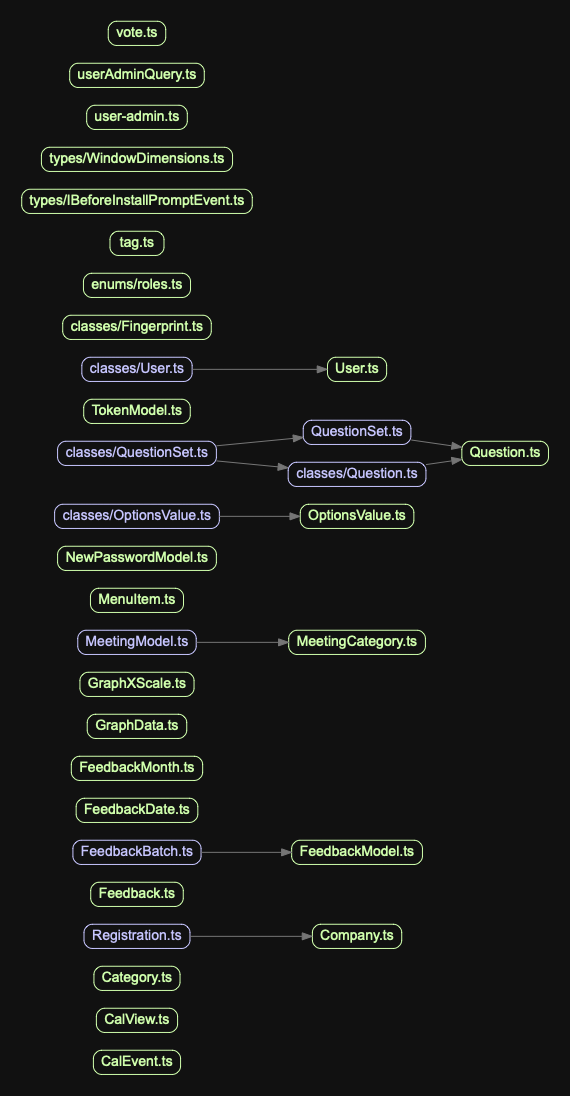 vote.ts
userAdminQuery.ts
user-admin.ts
types/WindowDimensions.ts
types/IBeforeInstallPromptEvent.ts
tag.ts
enums/roles.ts
classes/Fingerprint.ts
classes/User.ts
User.ts
TokenModel.ts
QuestionSet.ts
classes/QuestionSet.ts
Question.ts
classes/Question.ts
classes/OptionsValue.ts
OptionsValue.ts
NewPasswordModel.ts
MenuItem.ts
MeetingModel.ts
MeetingCategory.ts
GraphXScale.ts
GraphData.ts
FeedbackMonth.ts
FeedbackDate.ts
FeedbackBatch.ts
FeedbackModel.ts
Feedback.ts
Registration.ts
Company.ts
Category.ts
CalView.ts
CalEvent.ts